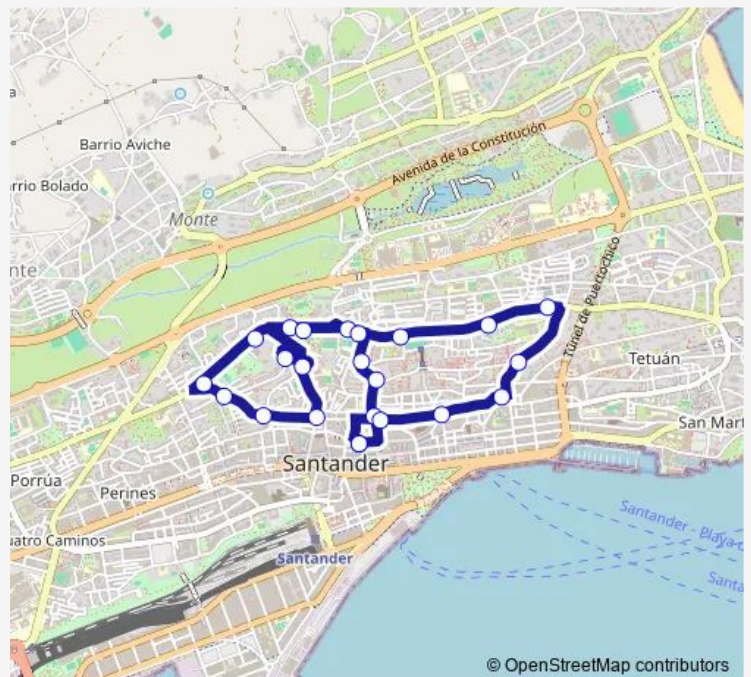 a
Barrio Aviche
rrio Bolado
Avenida de la Constitución
Monte
nte
Túnel de Puertochico
Tetuán
San Mart
Santander
Porrúa
Perines
uatro Caminos
Santander
Santander - Playa
Santa
© OpenStreetMap contributors